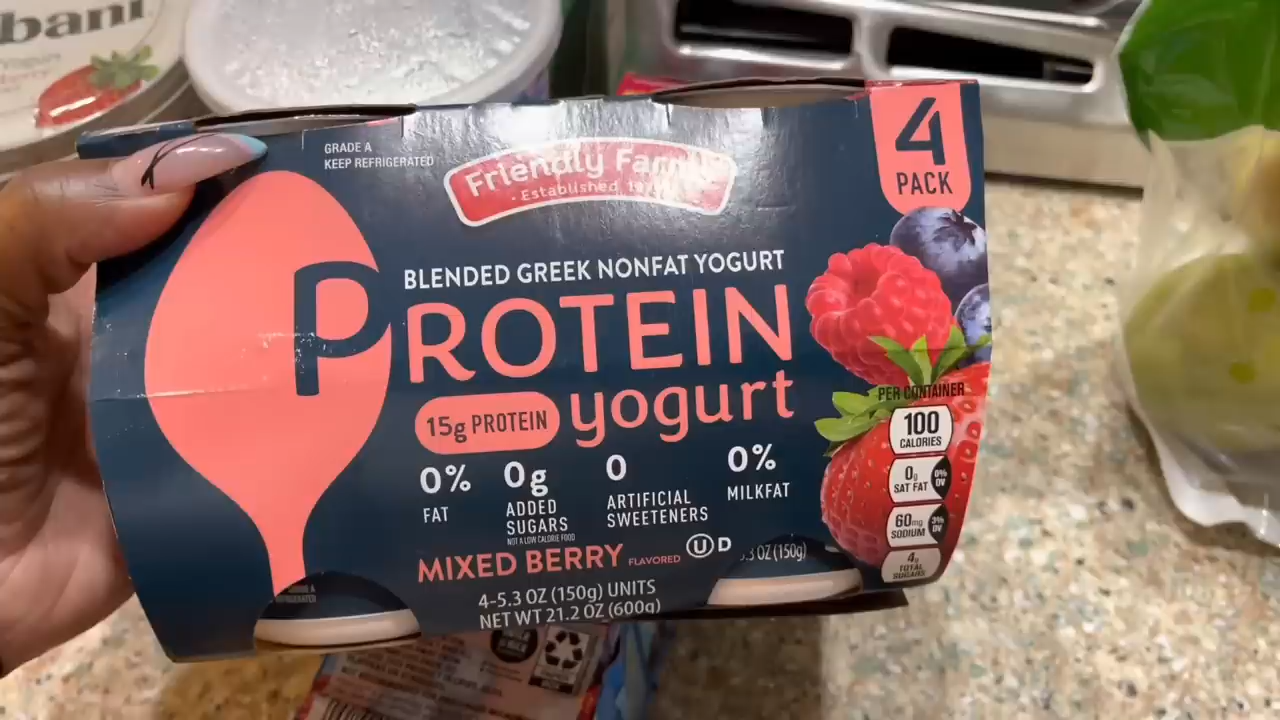 bani
GRADE A
KEEP REFRIGERATED
Friendly
Established
4
PACK
BLENDED GREEK NONFAT YOGURT
PROTEIN
yogurt
15g PROTEIN
0%
FAT
0g
ADDED
SUGARS
NOT A LOW CALORIE FOOD
0
ARTIFICIAL
SWEETENERS
0%
MILKFAT
MIXED BERRY FLAVORED
U D
4-5.3 OZ (150g) UNITS
NET WT 21.2 OZ (600g)
.3 OZ (150g)
PER CONTAINER
100
CALORIES
0g
SAT FAT
0%
DV
60mg
SODIUM
3%
DV
4g
TOTAL
SUGARS